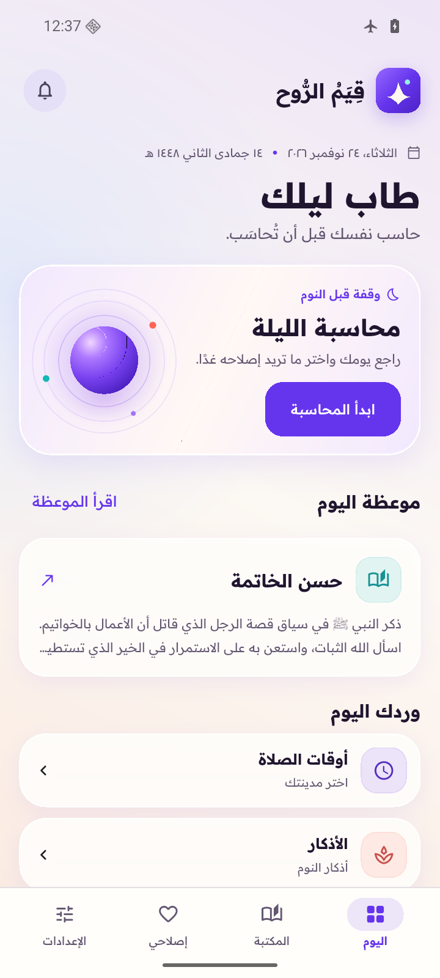 12:37
قِيَمُ الرُّوح
الثلاثاء، ٢٤ نوفمبر ٢٠٢٦ • ١٤ جمادى الثاني ١٤٤٨ هـ
طاب ليلك
حاسب نفسك قبل أن تُحاسَب.
وقفة قبل النوم
محاسبة الليلة
راجع يومك واختر ما تريد إصلاحه غدًا.
ابدأ المحاسبة
موعظة اليوم
اقرأ الموعظة
حسن الخاتمة
ذكر النبي ﷺ في سياق قصة الرجل الذي قاتل أن الأعمال بالخواتيم.
اسأل الله الثبات، واستعن به على الاستمرار في الخير الذي تستطيـ...
وردك اليوم
أوقات الصلاة
اختر مدينتك
الأذكار
أذكار النوم
اليوم
المكتبة
إصلاحي
الإعدادات